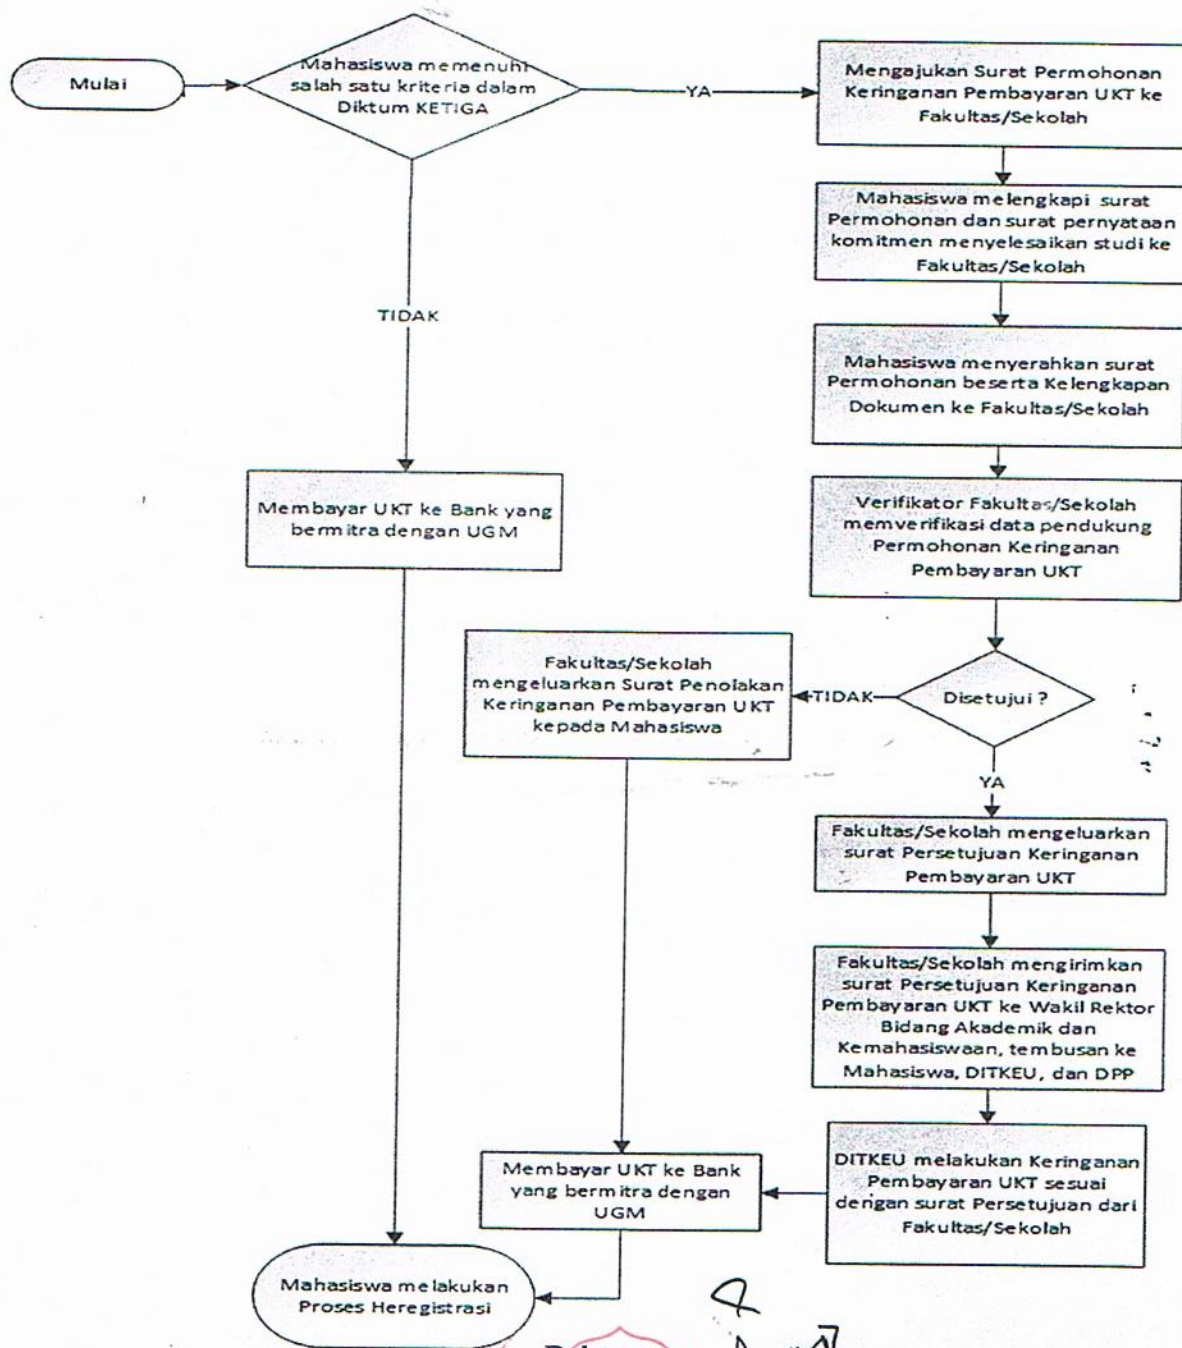 Mulai
Mahasiswa memenuhi
salah satu kriteria dalam
Diktum KETIGA
YA
Mengajukan Surat Permohonan
Keringanan Pembayaran UKT ke
Fakultas/Sekolah
Mahasiswa melengkapi surat
Permohonan dan surat pernyataan
komitmen menyelesaikan studi ke
Fakultas/Sekolah
TIDAK
Mahasiswa menyerahkan surat
Permohonan beserta Kelengkapan
Dokumen ke Fakultas/Sekolah
Membayar UKT ke Bank yang
bermitra dengan UGM
Verifikator Fakultas/Sekolah
memverifikasi data pendukung
Permohonan Keringanan
Pembayaran UKT
Disetujui ?
TIDAK
Fakultas/Sekolah
mengeluarkan Surat Penolakan
Keringanan Pembayaran UKT
kepada Mahasiswa
YA
Fakultas/Sekolah mengeluarkan
surat Persetujuan Keringanan
Pembayaran UKT
Fakultas/Sekolah mengirimkan
surat Persetujuan Keringanan
Pembayaran UKT ke Wakil Rektor
Bidang Akademik dan
Kemahasiswaan, tembusan ke
Mahasiswa, DITKEU, dan DPP
DITKEU melakukan Keringanan
Pembayaran UKT sesuai
dengan surat Persetujuan dari
Fakultas/Sekolah
Membayar UKT ke Bank
yang bermitra dengan
UGM
Mahasiswa melakukan
Proses Heregistrasi